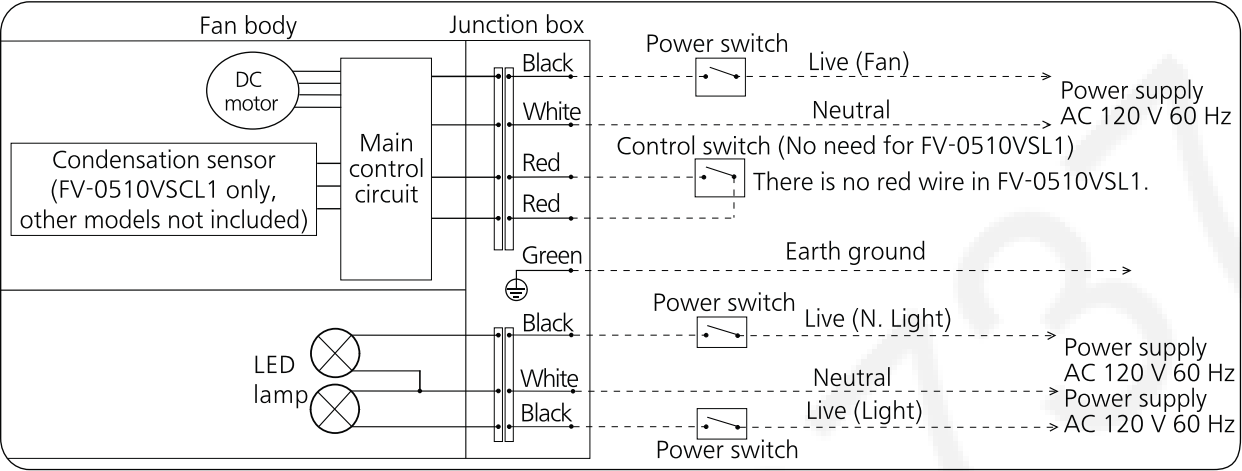 Fan body
Junction box
DC
motor
Main
control
circuit
Condensation sensor
(FV-0510VSCL1 only,
other models not included)
Black
Power switch
Live (Fan)
Power supply
AC 120 V 60 Hz
White
Neutral
Control switch (No need for FV-0510VSL1)
Red
There is no red wire in FV-0510VSL1.
Red
Green
Earth ground
LED
lamp
Black
Power switch
Live (N. Light)
Power supply
AC 120 V 60 Hz
White
Neutral
Power supply
AC 120 V 60 Hz
Black
Live (Light)
Power switch